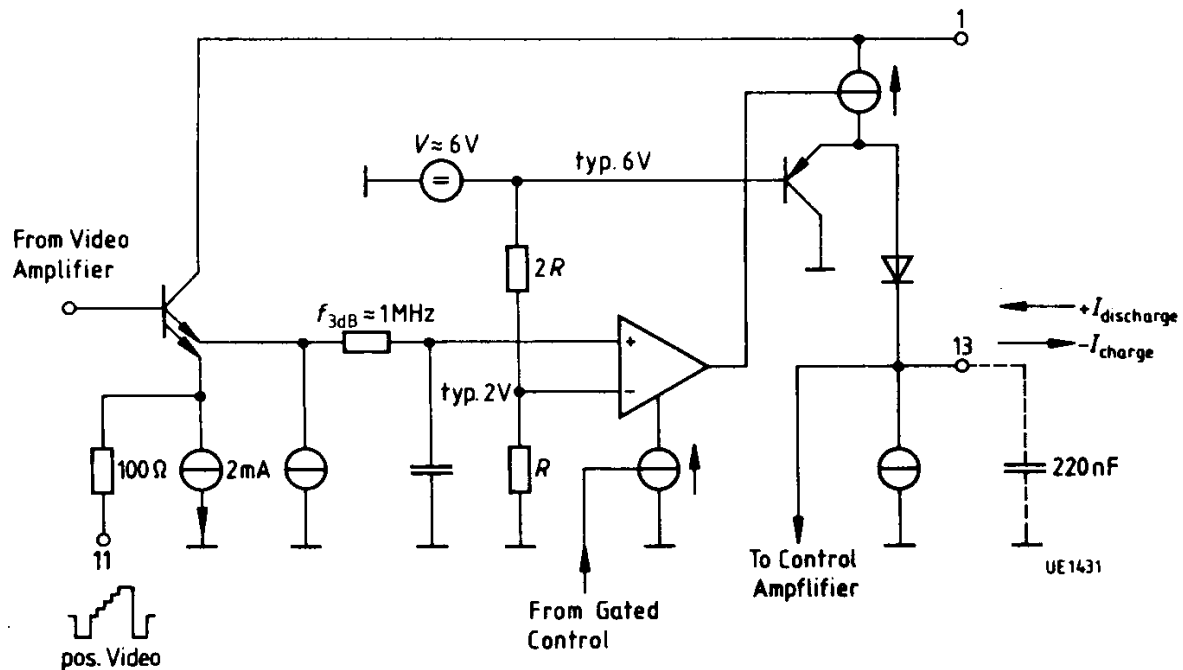 1
V ≈ 6V
typ. 6V
From Video
Amplifier
2R
f3dB ≈ 1MHz
+
typ. 2V
−
+Idischarge
−Icharge
13
100Ω
2mA
R
220nF
11
To Control
Ampflifier
UE1431
From Gated
Control
pos. Video